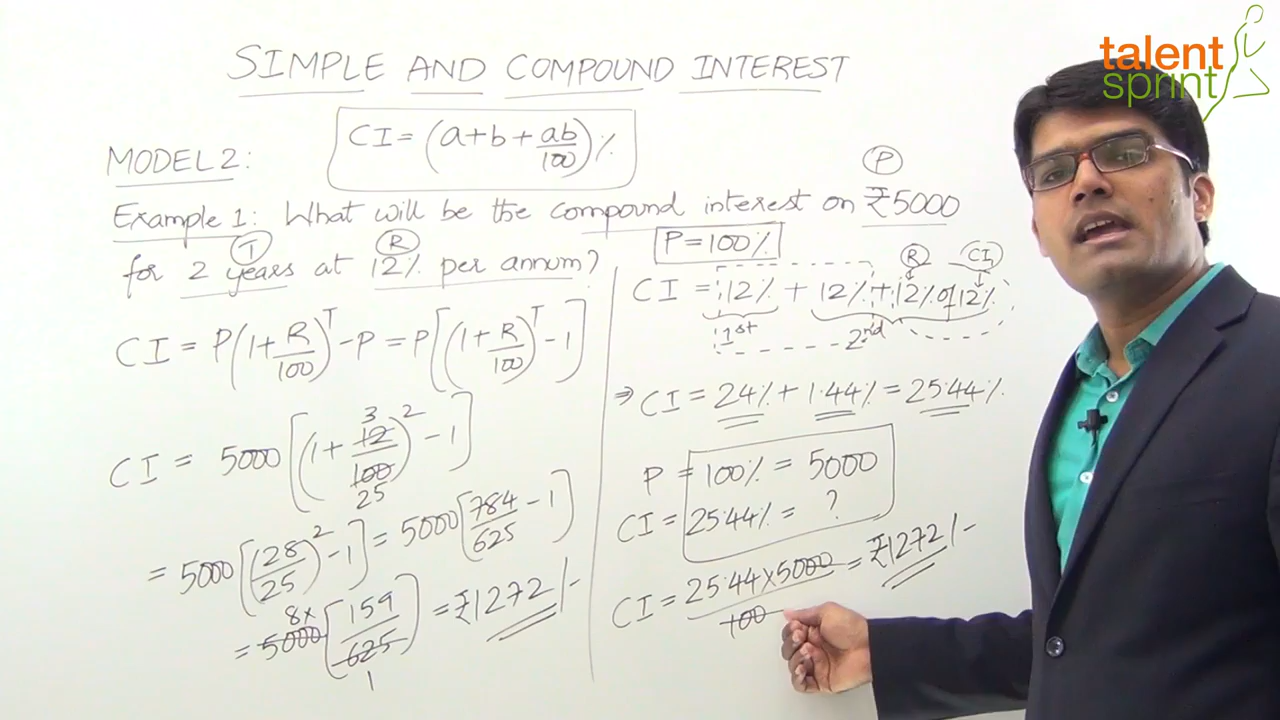 talent
sprint
SIMPLE AND COMPOUND INTEREST
MODEL 2:
CI = (a+b+ab/100)%
Example 1: What will be the compound interest on ₹5000
P
for 2 years at 12% per annum?
T R
CI = P(1+R/100)^T - P = P[(1+R/100)^T - 1]
CI = 5000[(1+12/100)^2 - 1]
3
25
= 5000[(28/25)^2 - 1] = 5000[784/625 - 1]
8×
= 5000[159/625] = ₹1272/-
1
P = 100%
R CI
CI = 12% + 12% + 12% of 12%
1st 2nd
⇒ CI = 24% + 1.44% = 25.44%
P = 100% = 5000
CI = 25.44% = ?
CI = 25.44×5000/100 = ₹1272/-